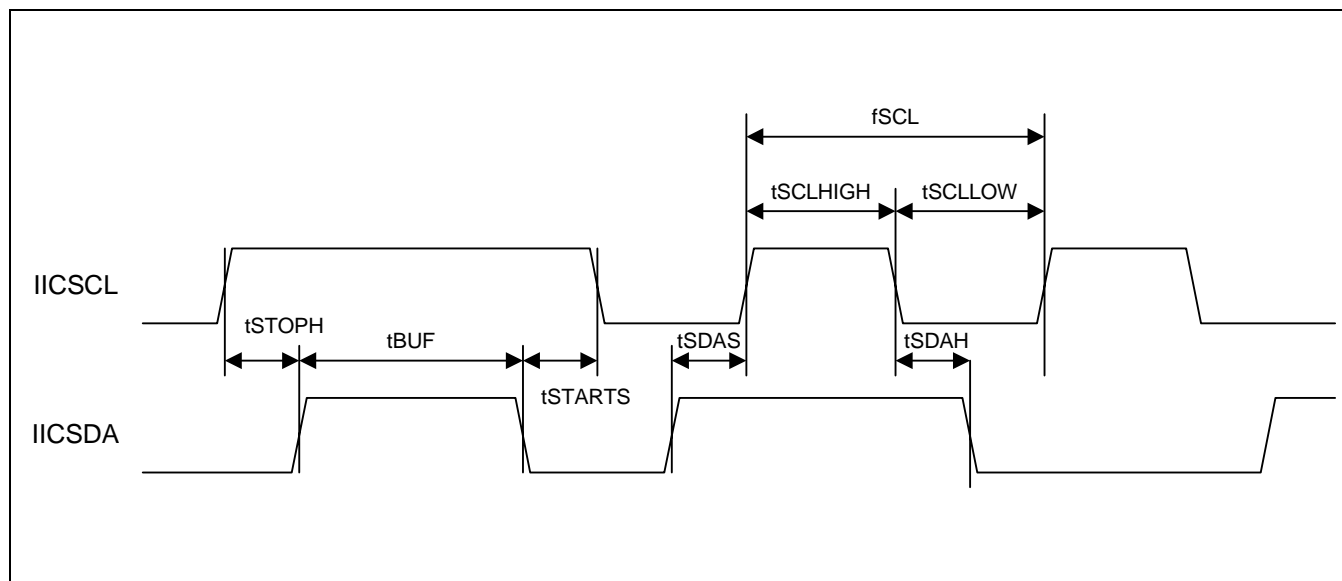 fSCL
tSCLHIGH
tSCLLOW
IICSCL
tSTOPH
tBUF
tSTARTS
tSDAS
tSDAH
IICSDA